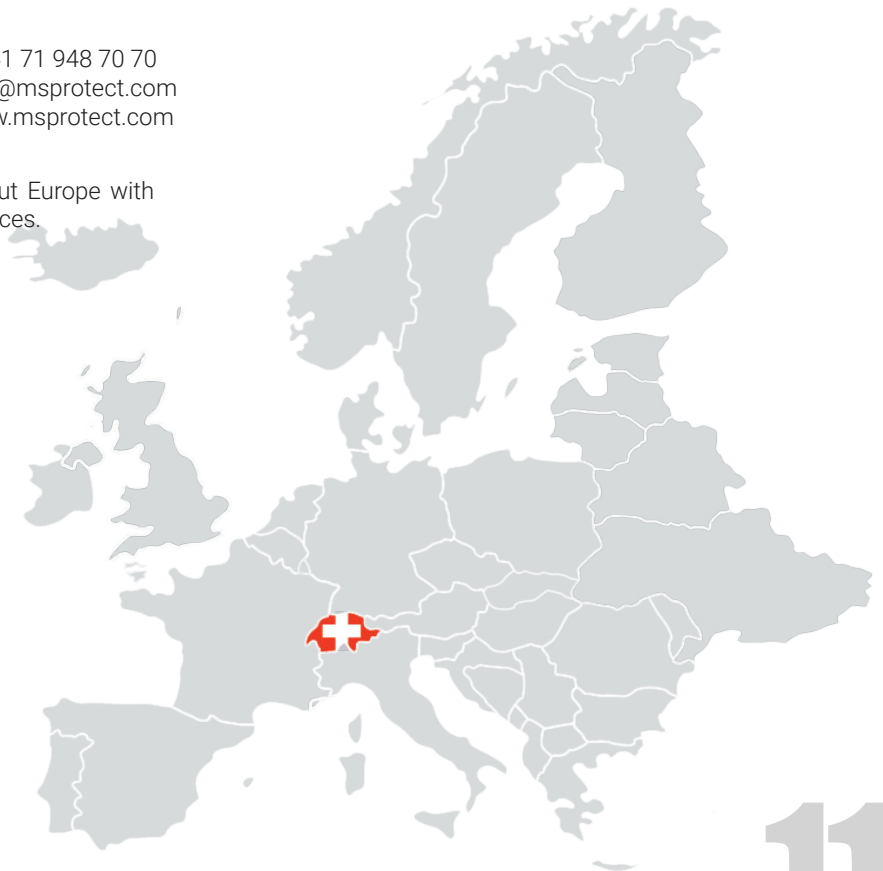 1 71 948 70 70
@msprotect.com
w.msprotect.com
ut Europe with
ces.
11